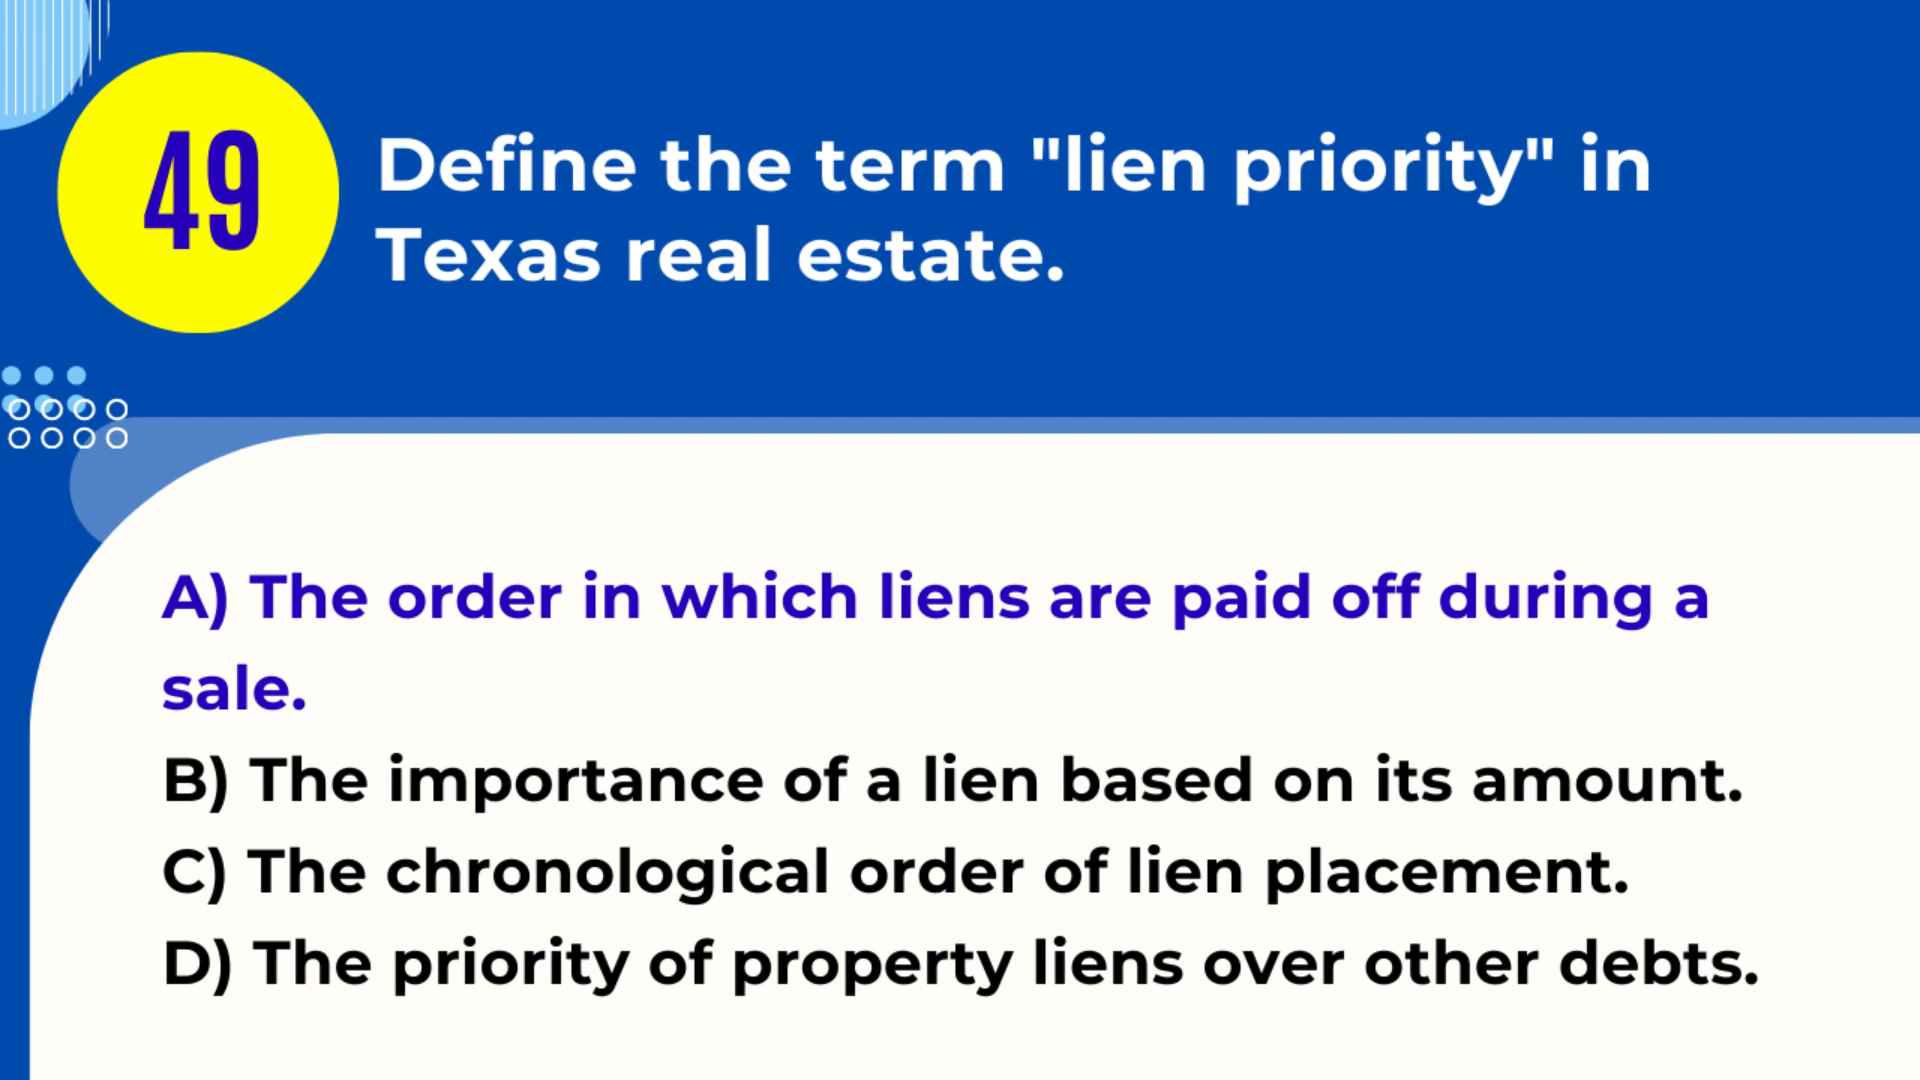 49
Define the term "lien priority" in
Texas real estate.
A) The order in which liens are paid off during a
sale.
B) The importance of a lien based on its amount.
C) The chronological order of lien placement.
D) The priority of property liens over other debts.